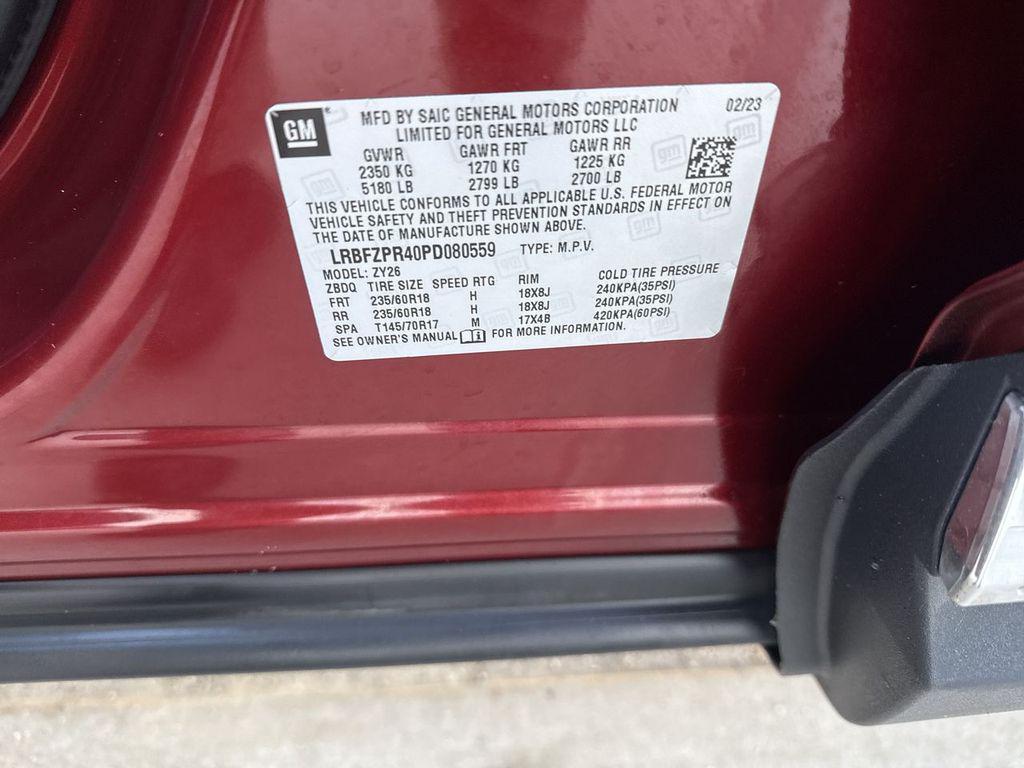 GM
MFD BY SAIC GENERAL MOTORS CORPORATION 02/23
LIMITED FOR GENERAL MOTORS LLC
GVWR GAWR FRT GAWR RR
2350 KG 1270 KG 1225 KG
5180 LB 2799 LB 2700 LB
THIS VEHICLE CONFORMS TO ALL APPLICABLE U.S. FEDERAL MOTOR
VEHICLE SAFETY AND THEFT PREVENTION STANDARDS IN EFFECT ON
THE DATE OF MANUFACTURE SHOWN ABOVE.
LRBFZPR40PD080559 TYPE: M.P.V.
MODEL: ZY26
ZBDQ TIRE SIZE SPEED RTG RIM COLD TIRE PRESSURE
FRT 235/60R18 H 18X8J 240KPA(35PSI)
RR 235/60R18 H 18X8J 240KPA(35PSI)
SPA T145/70R17 M 17X4B 420KPA(60PSI)
SEE OWNER'S MANUAL FOR MORE INFORMATION.